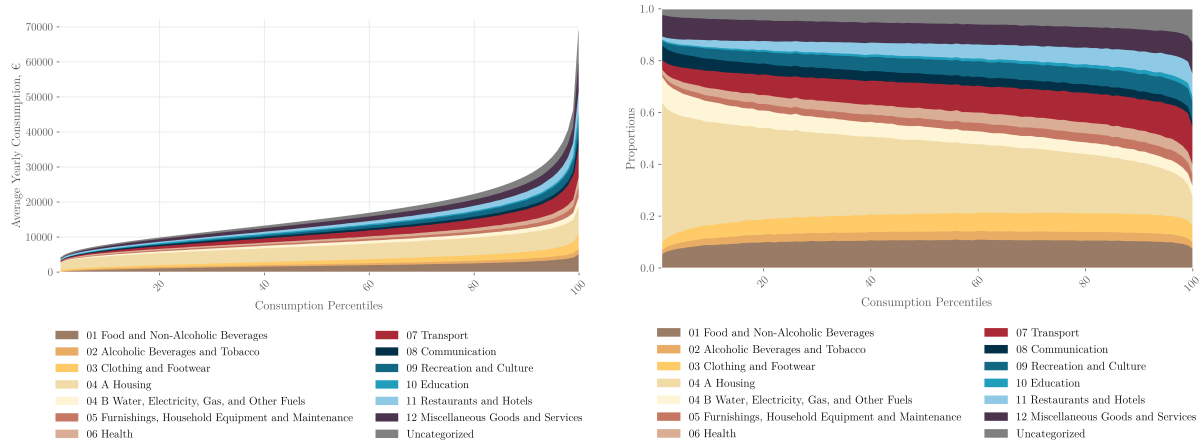 70000
60000
50000
40000
30000
20000
10000
0
Average Yearly Consumption, €
20
40
60
80
100
Consumption Percentiles
01 Food and Non-Alcoholic Beverages
02 Alcoholic Beverages and Tobacco
03 Clothing and Footwear
04 A Housing
04 B Water, Electricity, Gas, and Other Fuels
05 Furnishings, Household Equipment and Maintenance
06 Health
07 Transport
08 Communication
09 Recreation and Culture
10 Education
11 Restaurants and Hotels
12 Miscellaneous Goods and Services
Uncategorized
1.0
0.8
0.6
0.4
0.2
0.0
Proportions
20
40
60
80
100
Consumption Percentiles
01 Food and Non-Alcoholic Beverages
02 Alcoholic Beverages and Tobacco
03 Clothing and Footwear
04 A Housing
04 B Water, Electricity, Gas, and Other Fuels
05 Furnishings, Household Equipment and Maintenance
06 Health
07 Transport
08 Communication
09 Recreation and Culture
10 Education
11 Restaurants and Hotels
12 Miscellaneous Goods and Services
Uncategorized